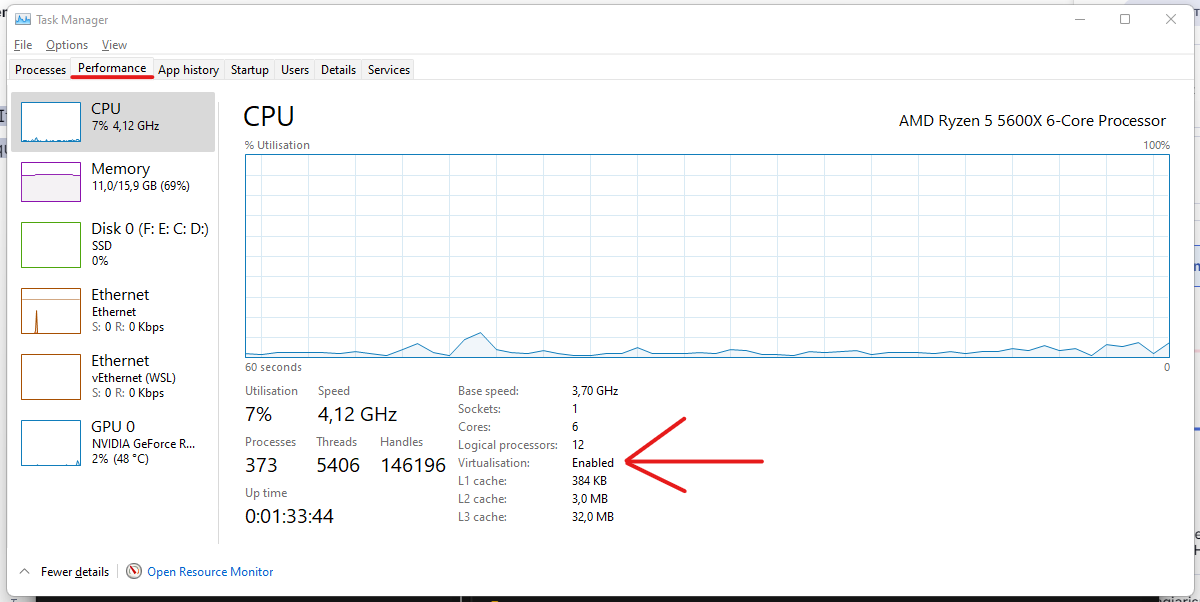 Task Manager
File Options View
Processes Performance App history Startup Users Details Services
CPU
7% 4,12 GHz
Memory
11,0/15,9 GB (69%)
Disk 0 (F: E: C: D:)
SSD
0%
Ethernet
Ethernet
S: 0 R: 0 Kbps
Ethernet
vEthernet (WSL)
S: 0 R: 0 Kbps
GPU 0
NVIDIA GeForce R...
2% (48 °C)
CPU
AMD Ryzen 5 5600X 6-Core Processor
% Utilisation 100%
60 seconds 0
Utilisation Speed
7% 4,12 GHz
Processes Threads Handles
373 5406 146196
Up time
0:01:33:44
Base speed: 3,70 GHz
Sockets: 1
Cores: 6
Logical processors: 12
Virtualisation: Enabled
L1 cache: 384 KB
L2 cache: 3,0 MB
L3 cache: 32,0 MB
Fewer details Open Resource Monitor